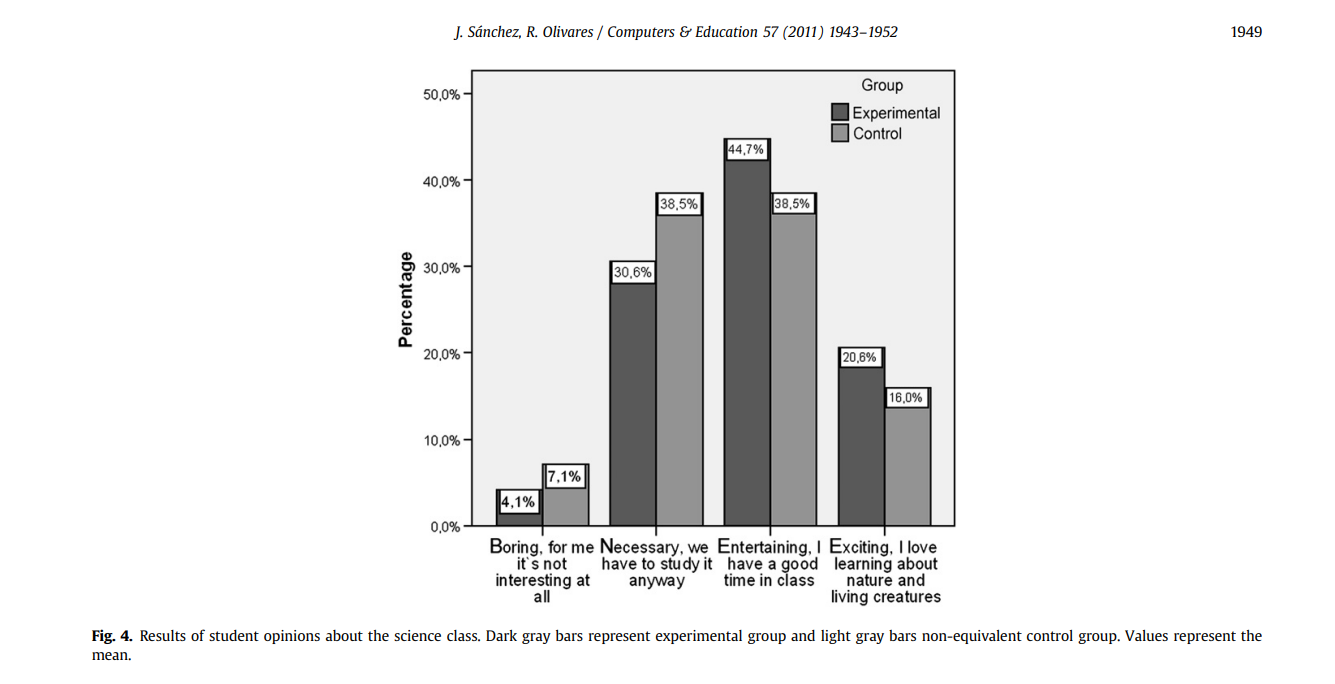 J. Sánchez, R. Olivares / Computers & Education 57 (2011) 1943–1952
1949
Group
Experimental
Control
50,0%
40,0%
30,0%
20,0%
10,0%
0,0%
Percentage
4,1%
7,1%
30,6%
38,5%
44,7%
38,5%
20,6%
16,0%
Boring, for me
it`s not
interesting at
all
Necessary, we
have to study it
anyway
Entertaining, I
have a good
time in class
Exciting, I love
learning about
nature and
living creatures
Fig. 4. Results of student opinions about the science class. Dark gray bars represent experimental group and light gray bars non-equivalent control group. Values represent the
mean.